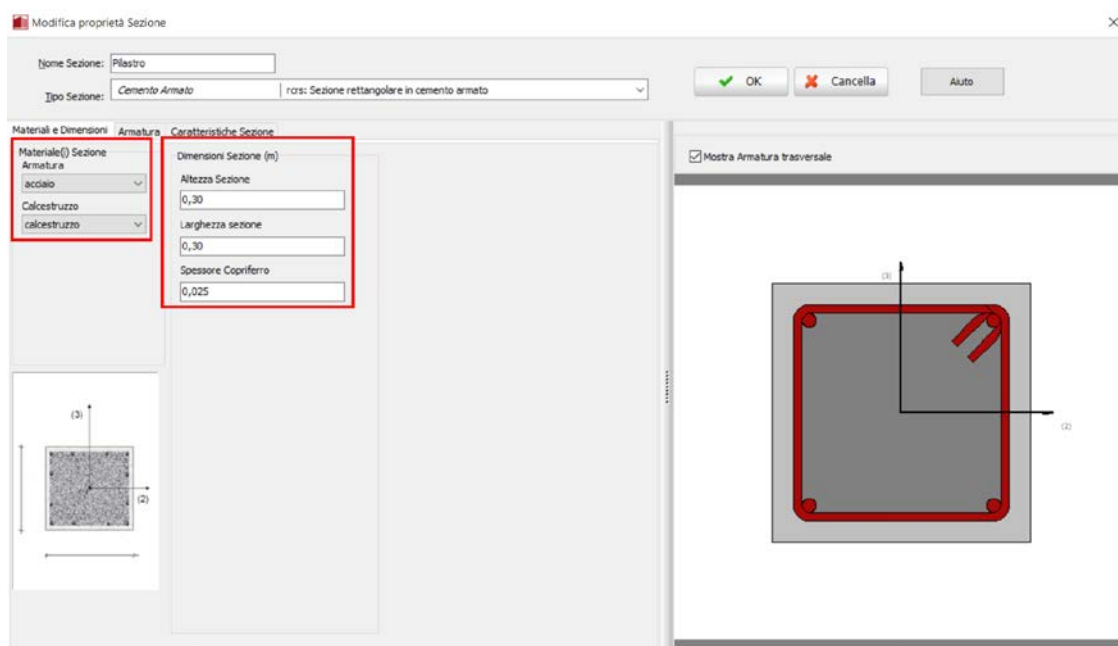 Modifica proprietà Sezione
Nome Sezione: Pilastro
Tipo Sezione: Cemento Armato rcrs: Sezione rettangolare in cemento armato
OK Cancella Aiuto
Materiali e Dimensioni Armatura Caratteristiche Sezione
Materiale(i) Sezione
Armatura
acciaio
Calcestruzzo
calcestruzzo
Dimensioni Sezione (m)
Altezza Sezione
0,30
Larghezza sezione
0,30
Spessore Copriferro
0,025
Mostra Armatura trasversale
(3)
(2)
(3)
(2)